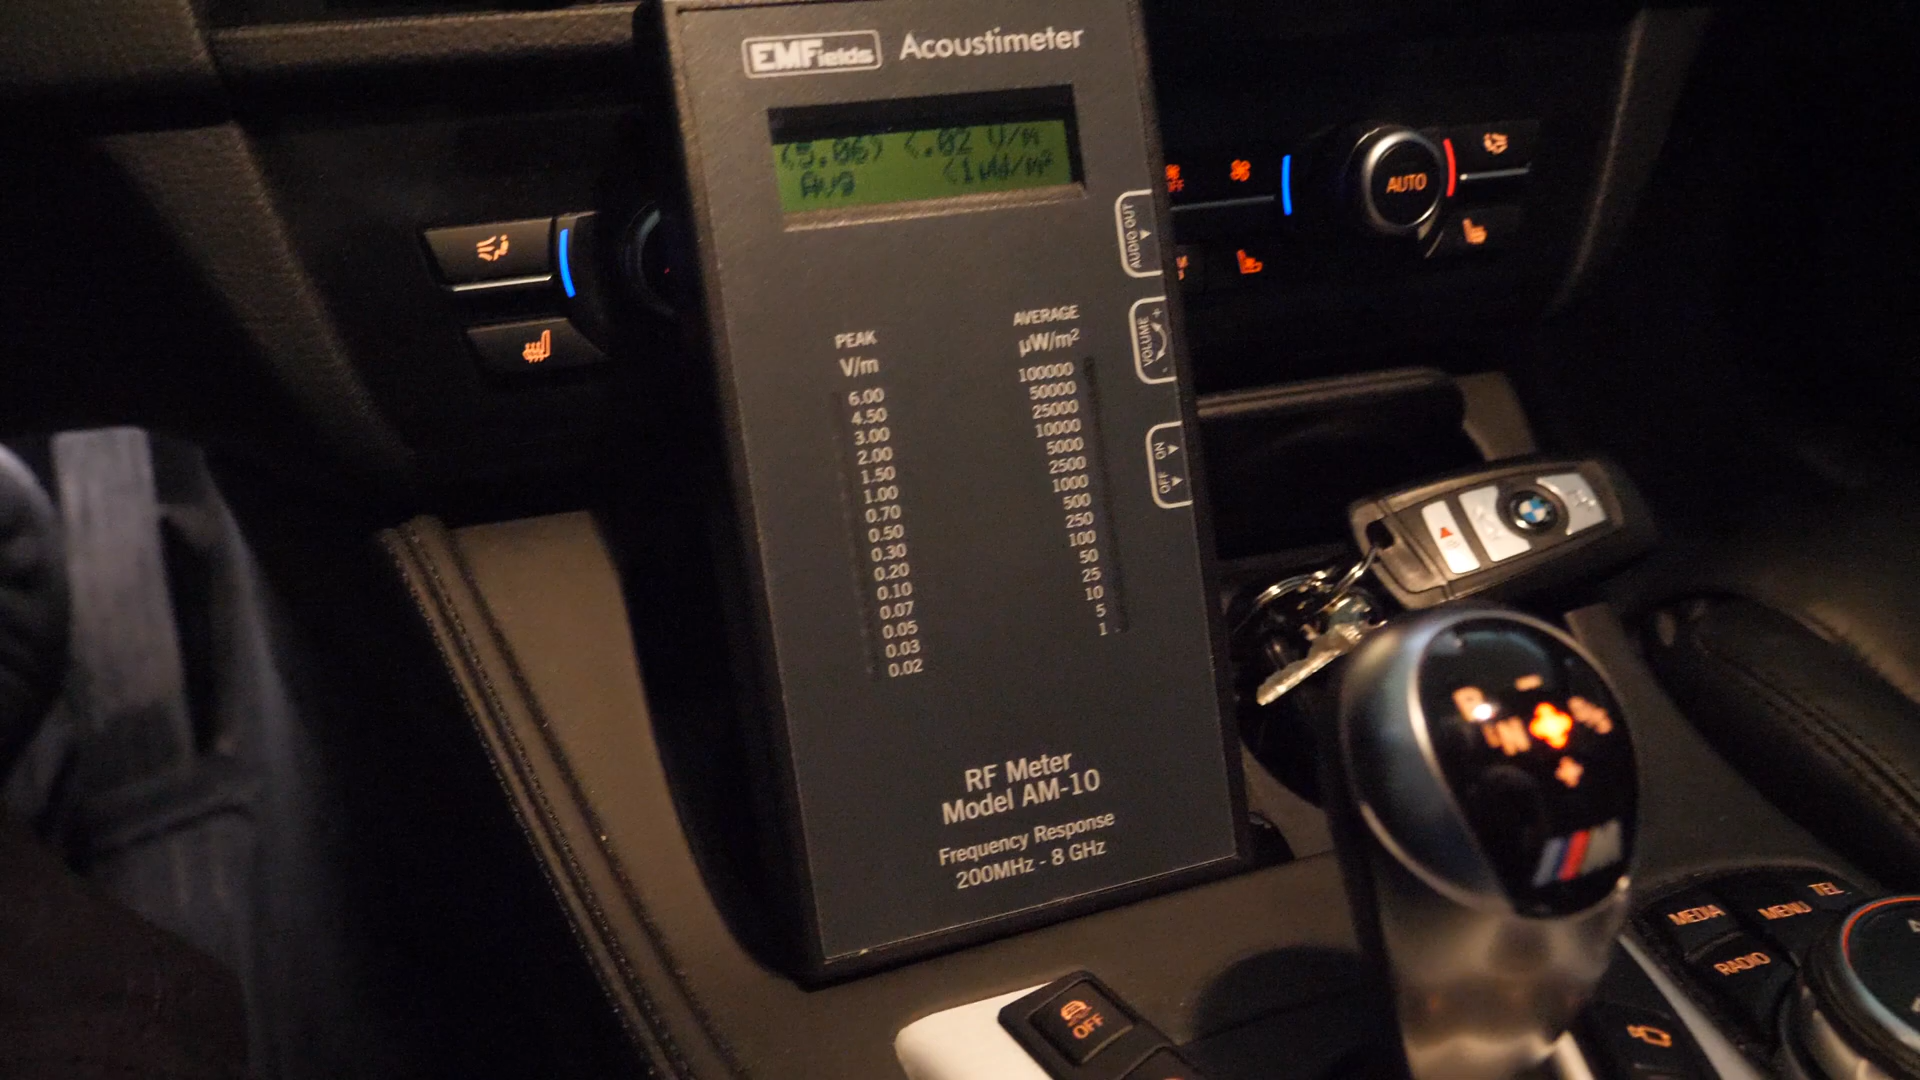 EMFields Acoustimeter
(5.06) <.02 V/m
Avg <1µW/m²
AUDIO OUT
VOLUME + -
OFF ON
PEAK
V/m
6.00
4.50
3.00
2.00
1.50
1.00
0.70
0.50
0.30
0.20
0.10
0.07
0.05
0.03
0.02
AVERAGE
µW/m²
100000
50000
25000
10000
5000
2500
1000
500
250
100
50
25
10
5
1
RF Meter
Model AM-10
Frequency Response
200MHz - 8 GHz
OFF
AUTO
BMW
R
N
M
MEDIA
MENU
TEL
RADIO
OFF